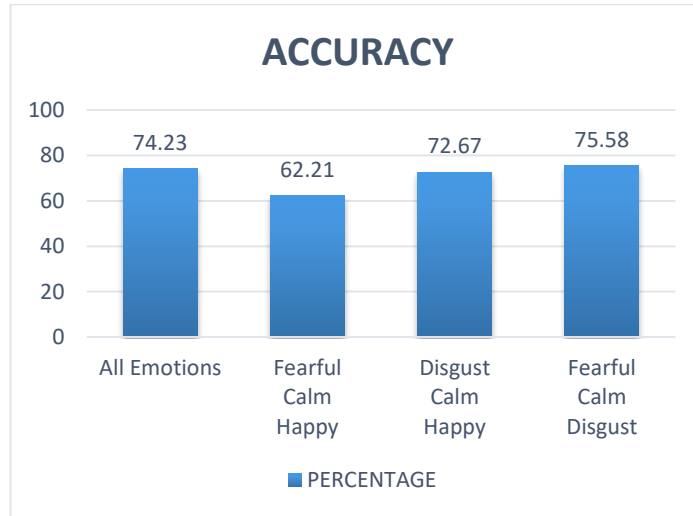 ACCURACY
100
80
60
40
20
0
74.23
62.21
72.67
75.58
All Emotions
Fearful
Calm
Happy
Disgust
Calm
Happy
Fearful
Calm
Disgust
PERCENTAGE